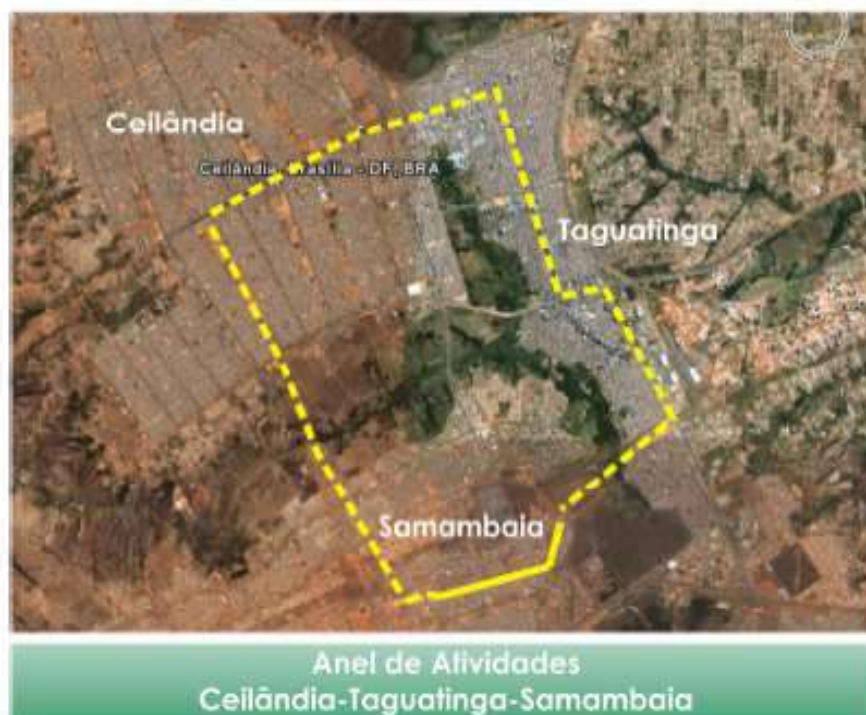 Ceilândia
Ceilândia - Brasília - DF, BRA
Taguatinga
Samambaia
Anel de Atividades
Ceilândia-Taguatinga-Samambaia